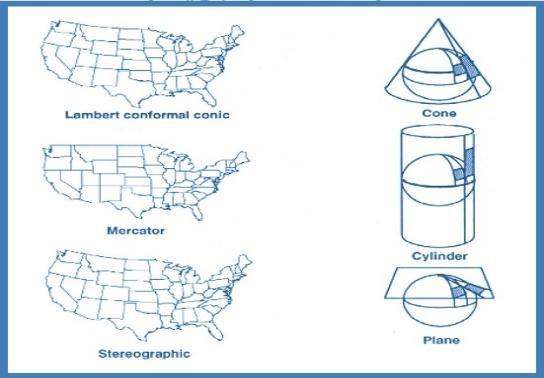 Lambert conformal conic
Cone
Mercator
Cylinder
Stereographic
Plane